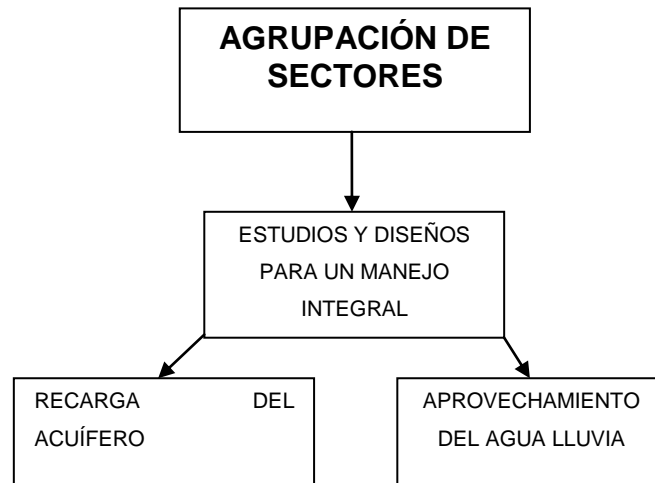 AGRUPACIÓN DE
SECTORES
ESTUDIOS Y DISEÑOS
PARA UN MANEJO
INTEGRAL
RECARGA DEL
ACUÍFERO
APROVECHAMIENTO
DEL AGUA LLUVIA